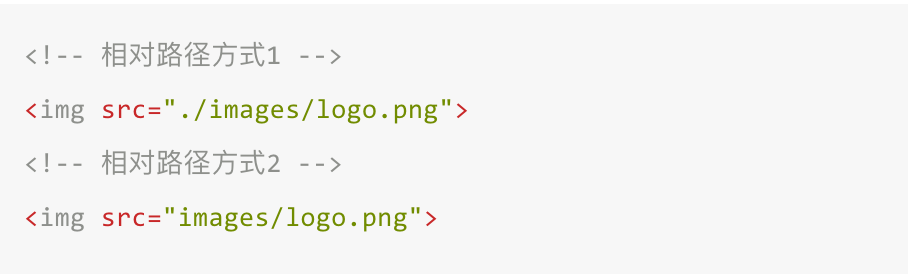 <!-- 相对路径方式1 -->
<img src="./images/logo.png">
<!-- 相对路径方式2 -->
<img src="images/logo.png">